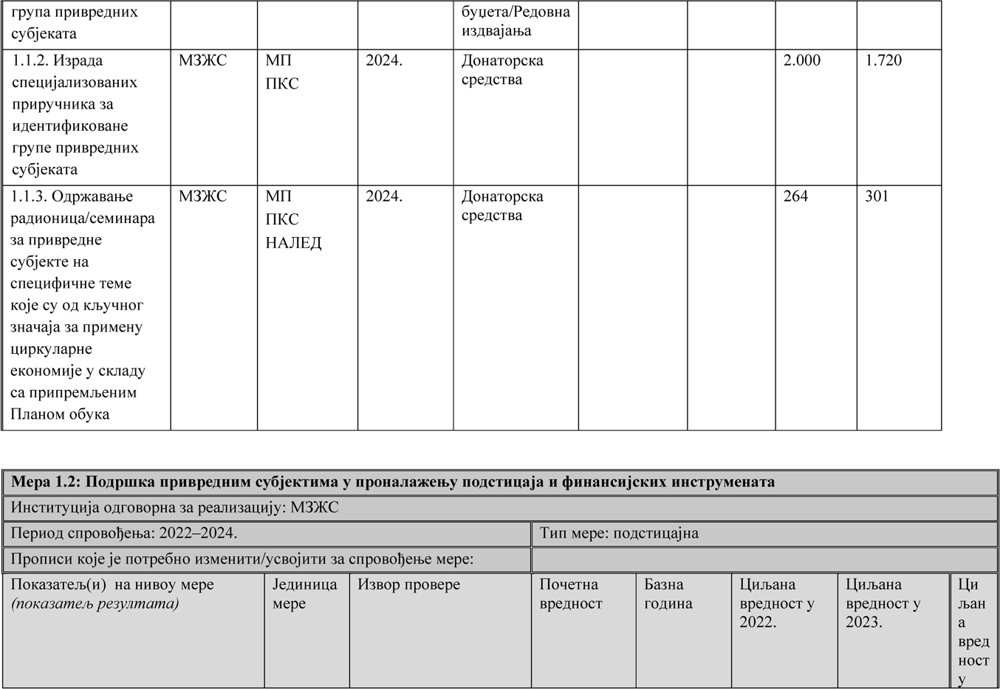 група привредних
субјеката
буџета/Редовна
издвајања
1.1.2. Израда
специјализованих
приручника за
идентификоване
групе привредних
субјеката
МЗЖС
МП
ПКС
2024.
Донаторска
средства
2.000
1.720
1.1.3. Одржавање
радионица/семинара
за привредне
субјекте на
специфичне теме
које су од кључног
значаја за примену
циркуларне
економије у складу
са припремљеним
Планом обука
МЗЖС
МП
ПКС
НАЛЕД
2024.
Донаторска
средства
264
301
Мера 1.2: Подршка привредним субјектима у проналажењу подстицаја и финансијских инструмената
Институција одговорна за реализацију: МЗЖС
Период спровођења: 2022–2024.
Тип мере: подстицајна
Прописи које је потребно изменити/усвојити за спровођење мере:
Показатељ(и) на нивоу мере
(показатељ резултата)
Јединица
мере
Извор провере
Почетна
вредност
Базна
година
Циљана
вредност у
2022.
Циљана
вредност у
2023.
Ци
љан
а
вред
ност
у